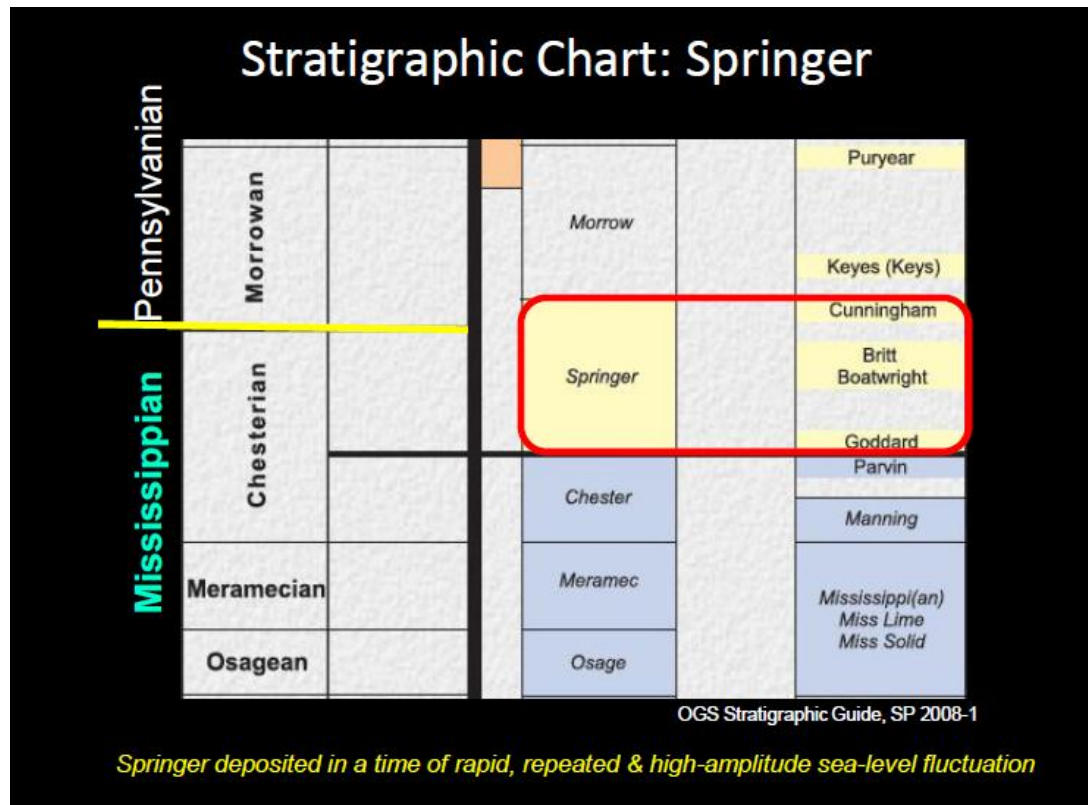 Stratigraphic Chart: Springer
Pennsylvanian
Mississippian
Morrowan
Chesterian
Meramecian
Osagean
Morrow
Springer
Chester
Meramec
Osage
Puryear
Keyes (Keys)
Cunningham
Britt
Boatwright
Goddard
Parvin
Manning
Mississippi(an)
Miss Lime
Miss Solid
OGS Stratigraphic Guide, SP 2008-1
Springer deposited in a time of rapid, repeated & high-amplitude sea-level fluctuation